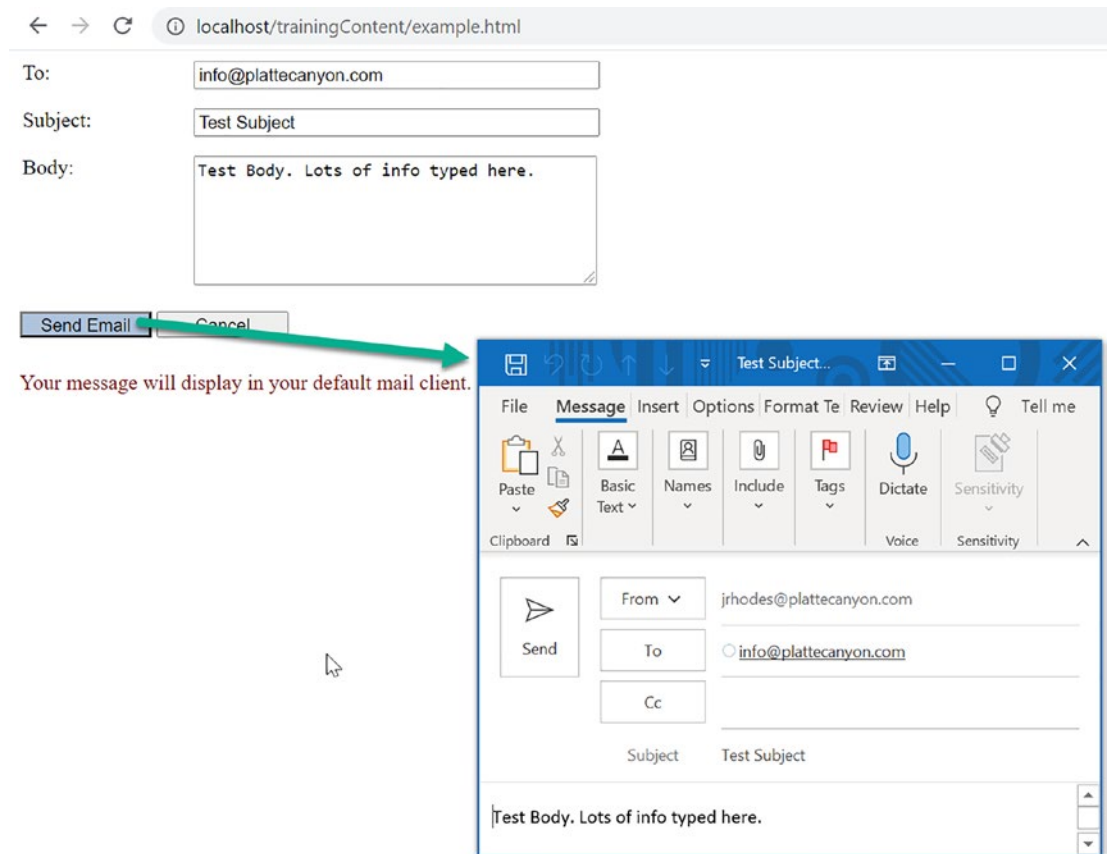 localhost/trainingContent/example.html
To:
info@plattecanyon.com
Subject:
Test Subject
Body:
Test Body. Lots of info typed here.
Send Email
Cancel
Your message will display in your default mail client.
Test Subject...
File Message Insert Options Format Te Review Help Tell me
Paste
Basic
Text
Names
Include
Tags
Dictate
Sensitivity
Clipboard
Voice
Sensitivity
Send
From
jrhodes@plattecanyon.com
To
info@plattecanyon.com
Cc
Subject
Test Subject
Test Body. Lots of info typed here.